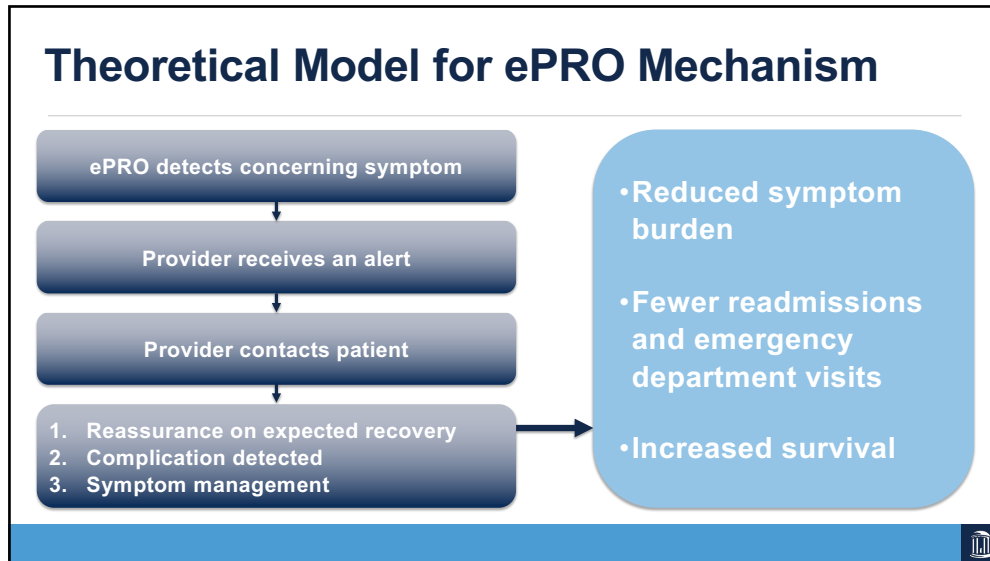 Theoretical Model for ePRO Mechanism
ePRO detects concerning symptom
Provider receives an alert
Provider contacts patient
1. Reassurance on expected recovery
2. Complication detected
3. Symptom management
•Reduced symptom
burden
•Fewer readmissions
and emergency
department visits
•Increased survival